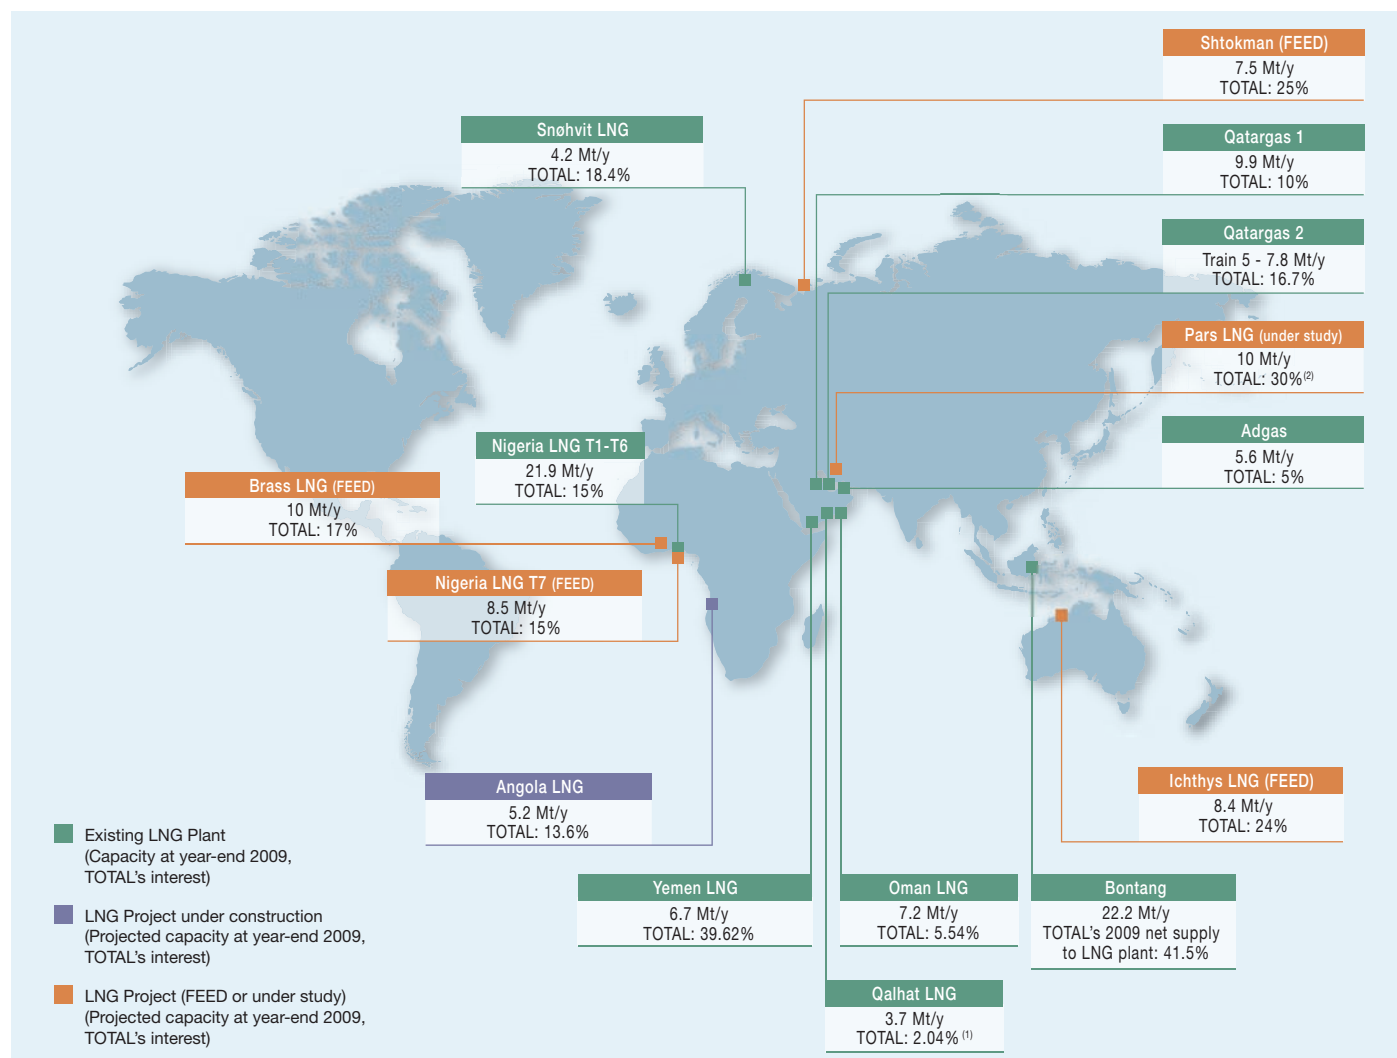 Shtokman (FEED)
7.5 Mt/y
TOTAL: 25%
Snøhvit LNG
4.2 Mt/y
TOTAL: 18.4%
Qatargas 1
9.9 Mt/y
TOTAL: 10%
Qatargas 2
Train 5 - 7.8 Mt/y
TOTAL: 16.7%
Pars LNG (under study)
10 Mt/y
TOTAL: 30%(2)
Adgas
5.6 Mt/y
TOTAL: 5%
Nigeria LNG T1-T6
21.9 Mt/y
TOTAL: 15%
Brass LNG (FEED)
10 Mt/y
TOTAL: 17%
Nigeria LNG T7 (FEED)
8.5 Mt/y
TOTAL: 15%
Angola LNG
5.2 Mt/y
TOTAL: 13.6%
Ichthys LNG (FEED)
8.4 Mt/y
TOTAL: 24%
Yemen LNG
6.7 Mt/y
TOTAL: 39.62%
Oman LNG
7.2 Mt/y
TOTAL: 5.54%
Bontang
22.2 Mt/y
TOTAL's 2009 net supply
to LNG plant: 41.5%
Qalhat LNG
3.7 Mt/y
TOTAL: 2.04% (1)
Existing LNG Plant
(Capacity at year-end 2009,
TOTAL's interest)
LNG Project under construction
(Projected capacity at year-end 2009,
TOTAL's interest)
LNG Project (FEED or under study)
(Projected capacity at year-end 2009,
TOTAL's interest)